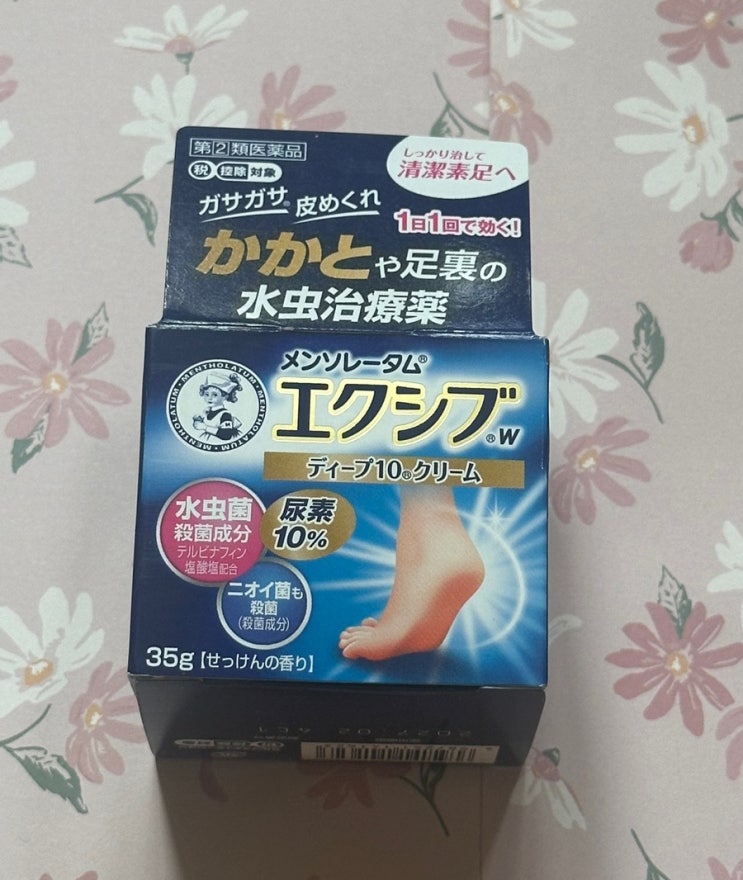 第②類医薬品
税 控除 対象
しっかり治して
清潔素足へ
ガサガサ® 皮めくれ
1日1回で効く!
かかとや足裏の
水虫治療薬
メンソレータム®
エクシブ®W
ディープ10®クリーム
MENTHOLATUM · MENTHOLATUM · MENTHOLATUM
水虫菌
殺菌成分
テルビナフィン
塩酸塩配合
尿素
10%
ニオイ菌も
殺菌
(殺菌成分)
35g【せっけんの香り】
2027 02